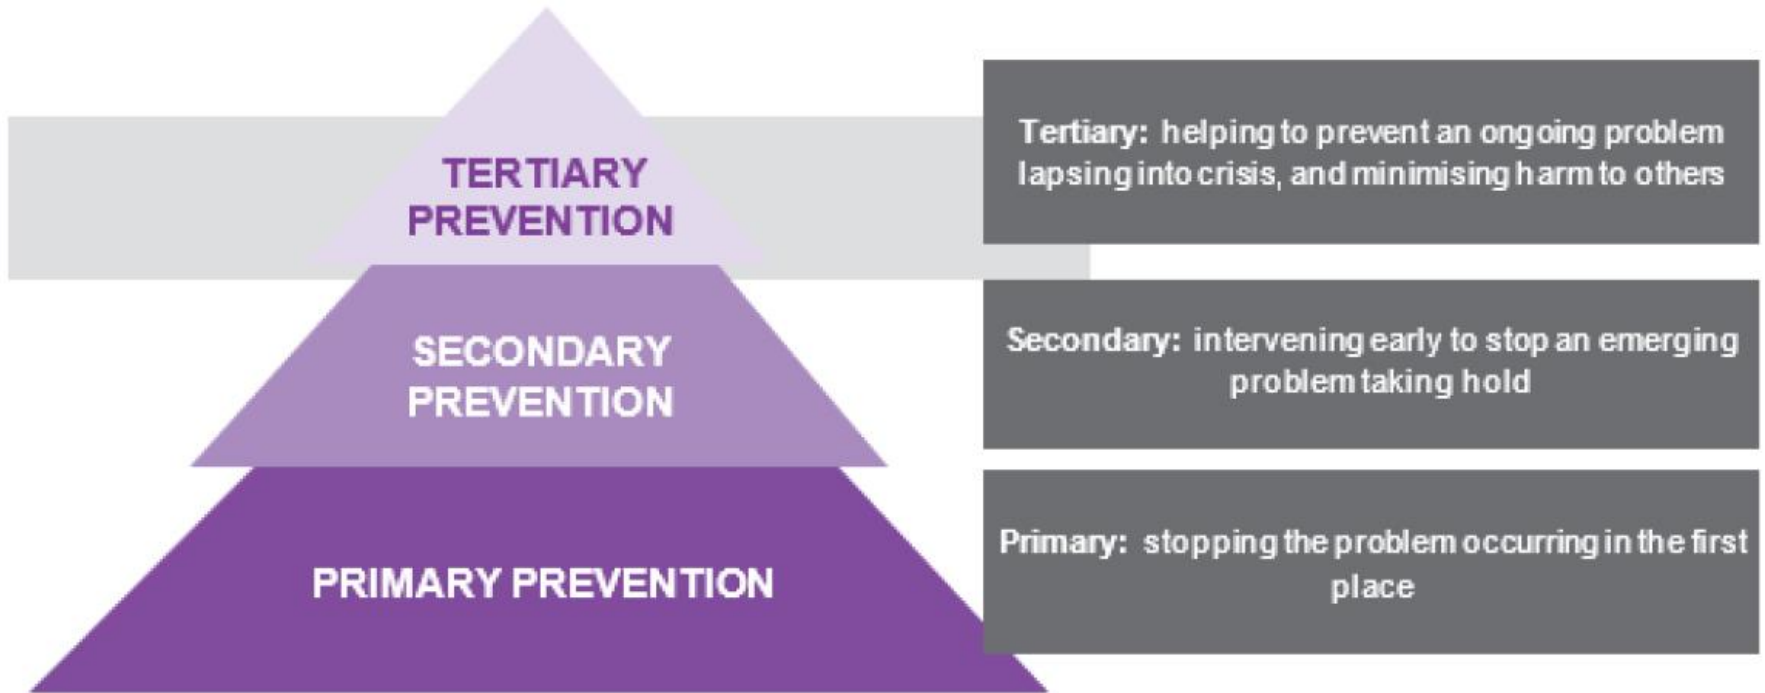 TERTIARY
PREVENTION
Tertiary: helping to prevent an ongoing problem
lapsing into crisis, and minimising harm to others
SECONDARY
PREVENTION
Secondary: intervening early to stop an emerging
problem taking hold
PRIMARY PREVENTION
Primary: stopping the problem occurring in the first
place